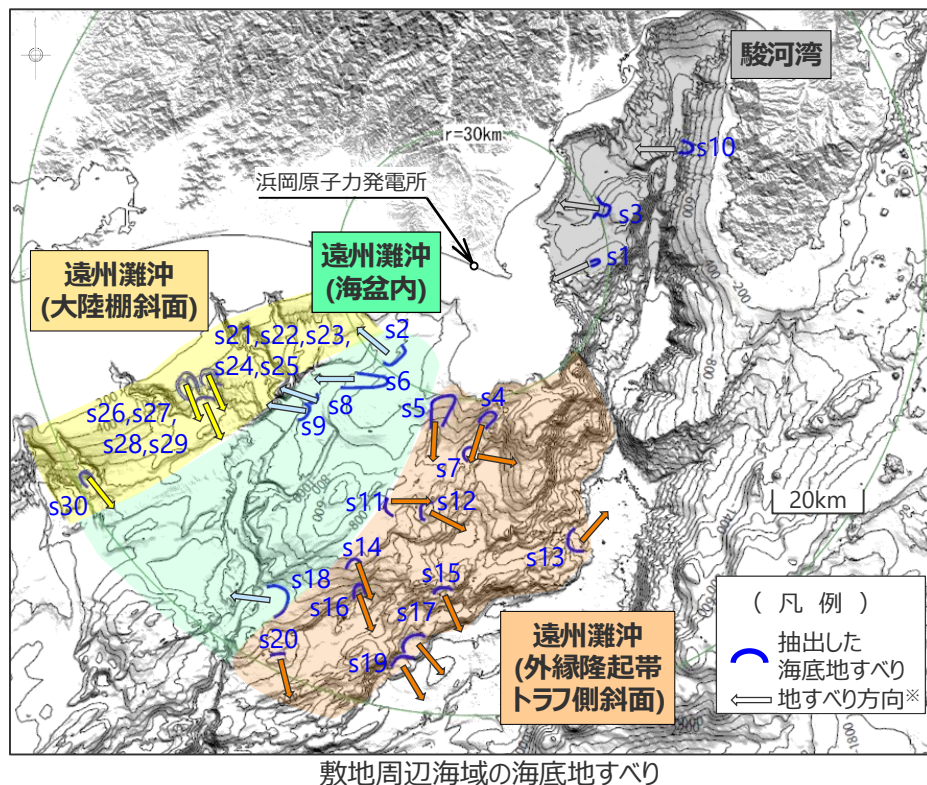 駿河湾
r=30km
s10
浜岡原子力発電所
s3
s1
遠州灘沖
(大陸棚斜面)
遠州灘沖
(海盆内)
s21,s22,s23,
s24,s25
s2
s6
s8
s9
s5
s4
s26,s27,
s28,s29
s7
s30
s11
s12
20km
s13
s14
s18
s15
s16
s17
s20
s19
遠州灘沖
(外縁隆起帯
トラフ側斜面)
(凡例)
抽出した
海底地すべり
地すべり方向※
敷地周辺海域の海底地すべり